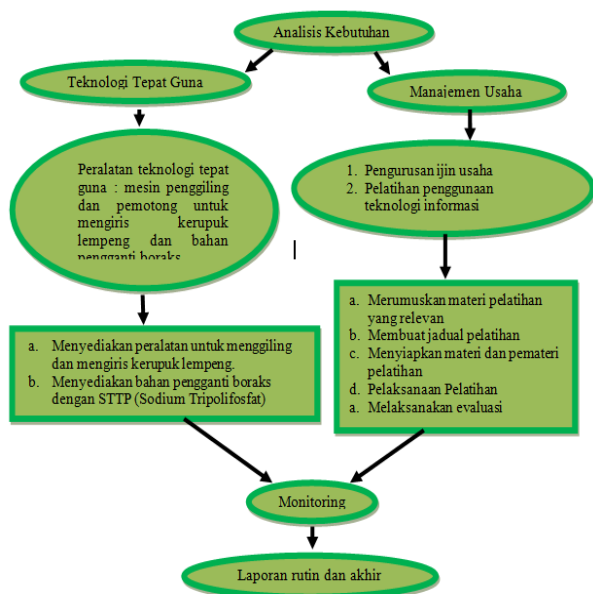 Analisis Kebutuhan
Teknologi Tepat Guna
Manajemen Usaha
Peralatan teknologi tepat
guna : mesin penggiling
dan pemotong untuk
mengiris kerupuk
lempeng dan bahan
pengganti boraks
1. Pengurusan ijin usaha
2. Pelatihan penggunaan
teknologi informasi
a. Menyediakan peralatan untuk menggiling
dan mengiris kerupuk lempeng.
b. Menyediakan bahan pengganti boraks
dengan STTP (Sodium Tripolifosfat)
a. Merumuskan materi pelatihan
yang relevan
b. Membuat jadual pelatihan
c. Menyiapkan materi dan pemateri
pelatihan
d. Pelaksanaan Pelatihan
a. Melaksanakan evaluasi
Monitoring
Laporan rutin dan akhir